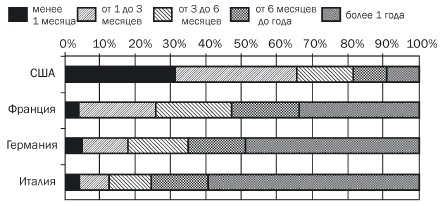 менее 1 месяца
от 1 до 3 месяцев
от 3 до 6 месяцев
от 6 месяцев до года
более 1 года
0% 10% 20% 30% 40% 50% 60% 70% 80% 90% 100%
США
Франция
Германия
Италия